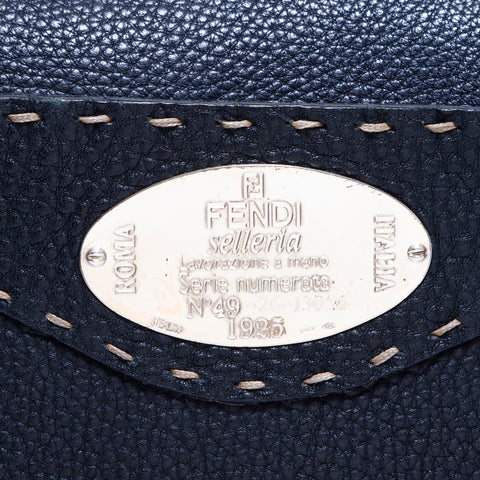 FENDI
selleria
Lavorazione a mano
Serie numerata
N°49
1925
ROMA
ITALIA